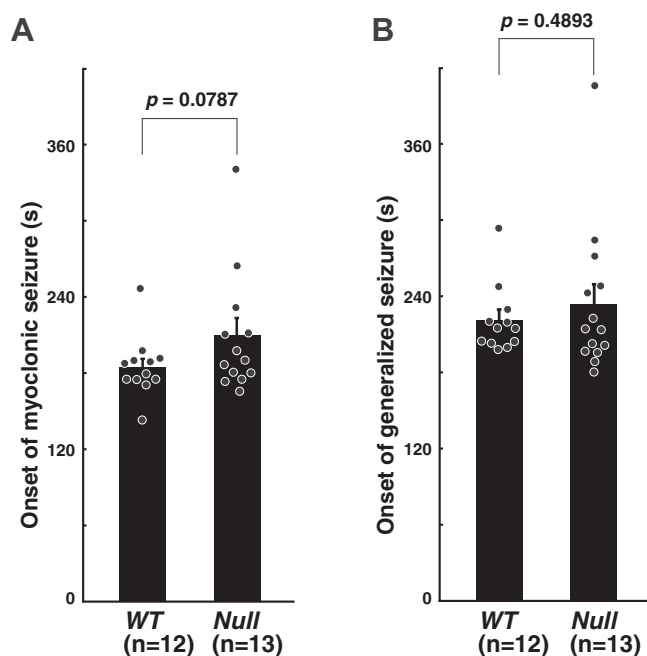 A
p = 0.0787
Onset of myoclonic seizure (s)
360
240
120
0
WT
(n=12)
Null
(n=13)
B
p = 0.4893
Onset of generalized seizure (s)
360
240
120
0
WT
(n=12)
Null
(n=13)